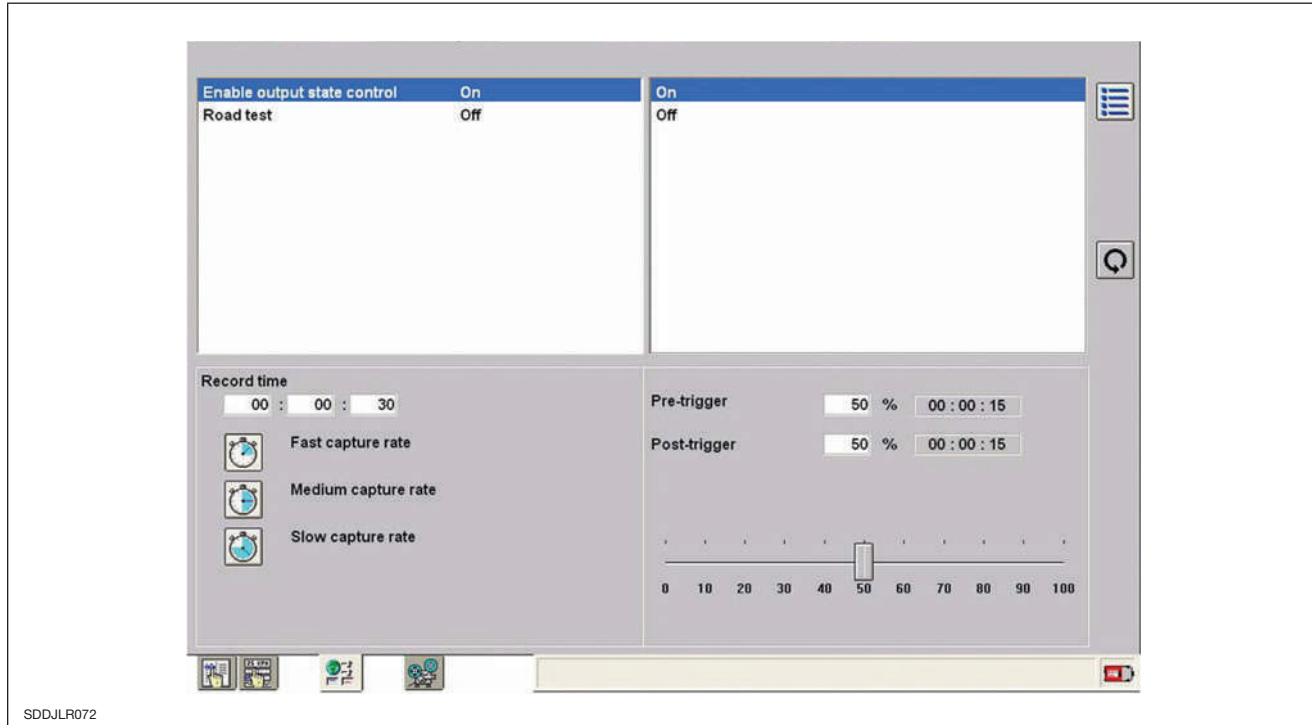 Enable output state control On
Road test Off
On
Off
Record time
00 : 00 : 30
Fast capture rate
Medium capture rate
Slow capture rate
Pre-trigger 50 % 00 : 00 : 15
Post-trigger 50 % 00 : 00 : 15
0 10 20 30 40 50 60 70 80 90 100
SDDJLR072